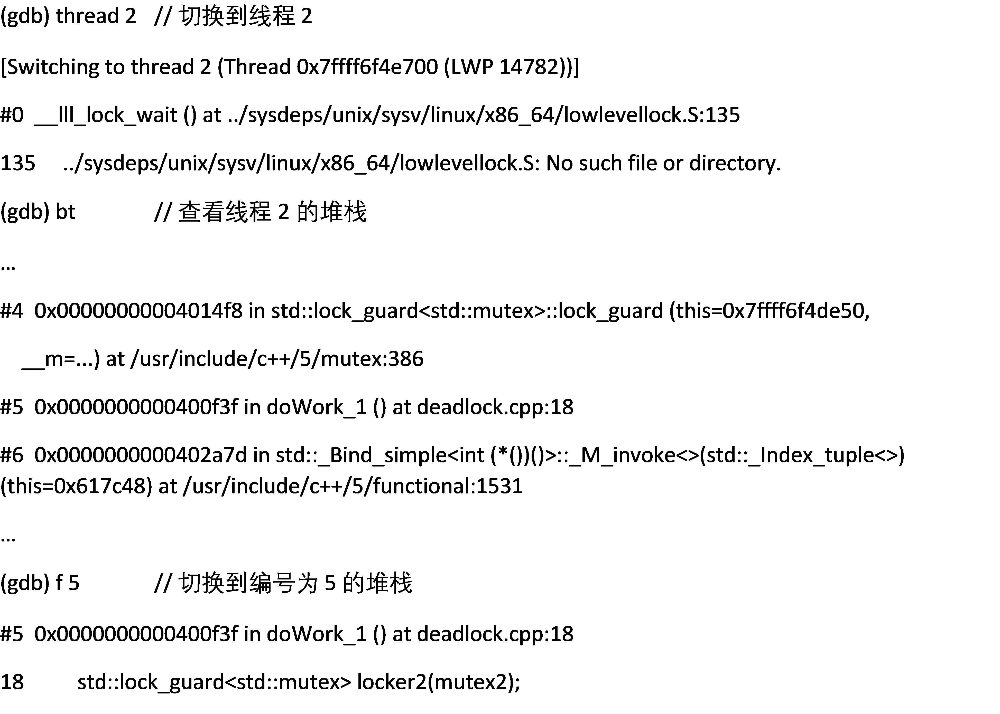 (gdb) thread 2 // 切换到线程 2
[Switching to thread 2 (Thread 0x7ffff6f4e700 (LWP 14782))]
#0 __lll_lock_wait () at ../sysdeps/unix/sysv/linux/x86_64/lowlevellock.S:135
135 ../sysdeps/unix/sysv/linux/x86_64/lowlevellock.S: No such file or directory.
(gdb) bt // 查看线程 2 的堆栈
...
#4 0x00000000004014f8 in std::lock_guard<std::mutex>::lock_guard (this=0x7ffff6f4de50,
__m=...) at /usr/include/c++/5/mutex:386
#5 0x0000000000400f3f in doWork_1 () at deadlock.cpp:18
#6 0x0000000000402a7d in std::_Bind_simple<int (*())()>::_M_invoke<>(std::_Index_tuple<>)
(this=0x617c48) at /usr/include/c++/5/functional:1531
...
(gdb) f 5 // 切换到编号为 5 的堆栈
#5 0x0000000000400f3f in doWork_1 () at deadlock.cpp:18
18 std::lock_guard<std::mutex> locker2(mutex2);